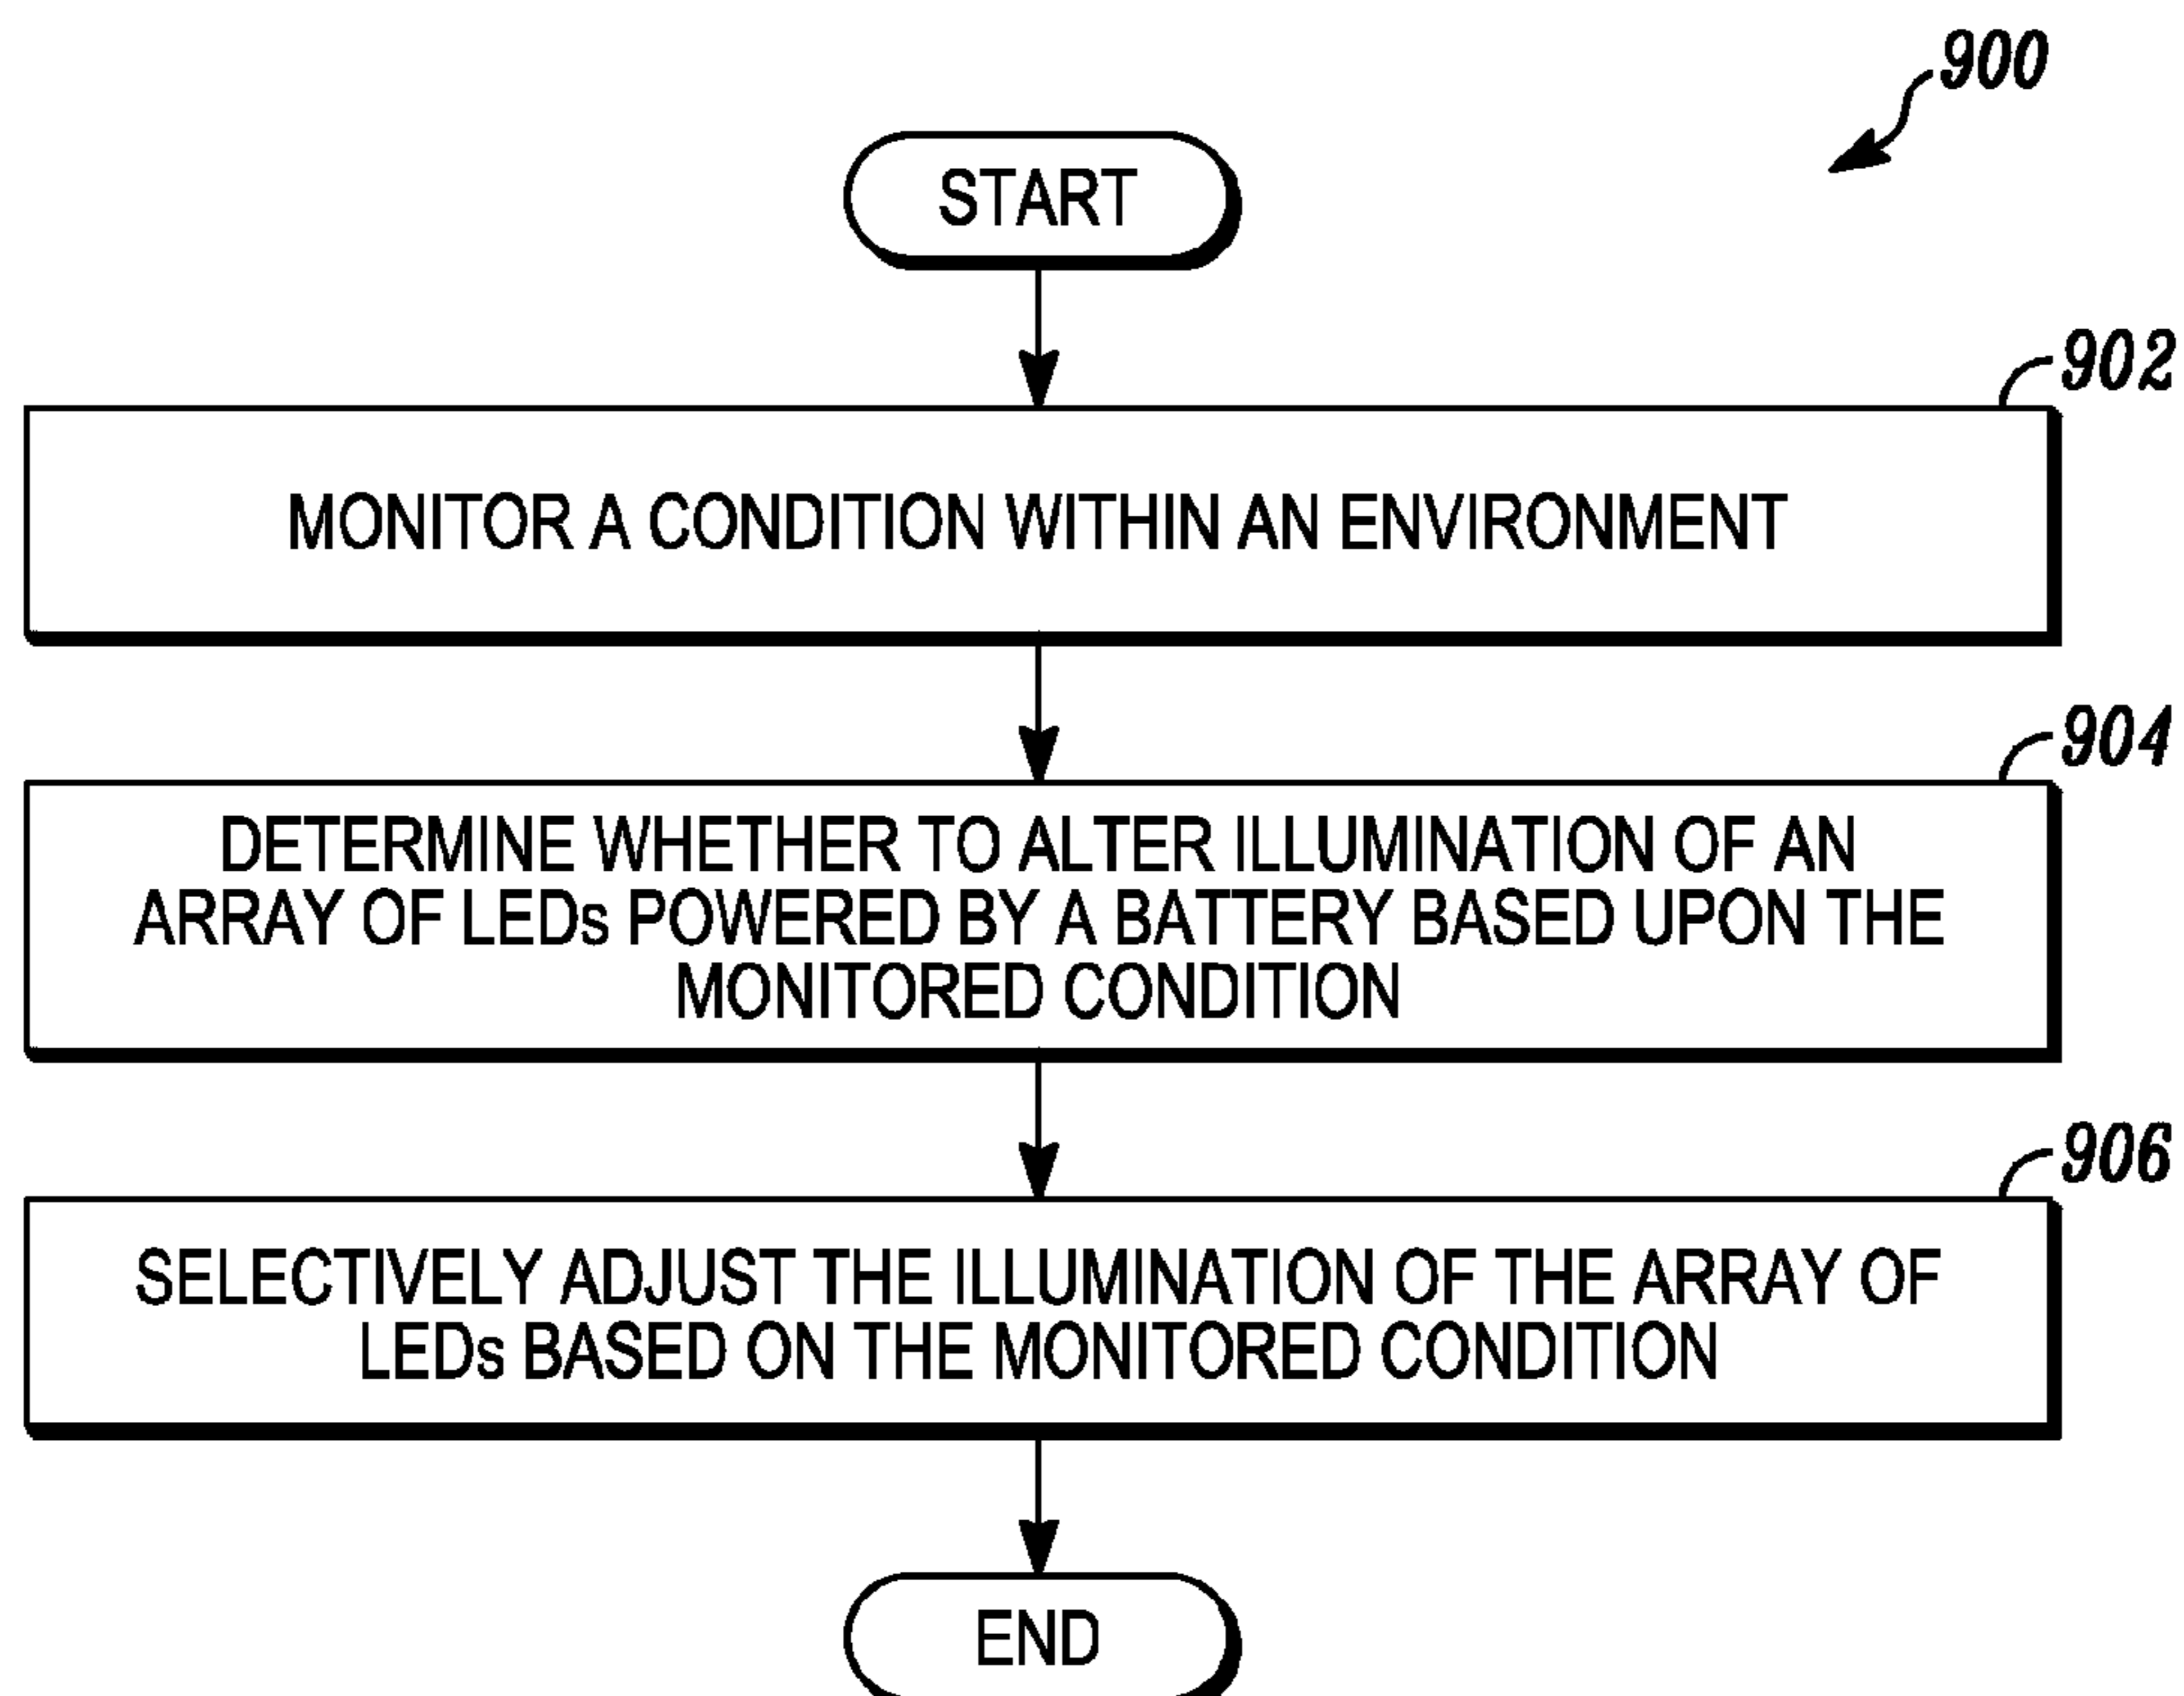 900
START
902
MONITOR A CONDITION WITHIN AN ENVIRONMENT
904
DETERMINE WHETHER TO ALTER ILLUMINATION OF AN
ARRAY OF LEDs POWERED BY A BATTERY BASED UPON THE
MONITORED CONDITION
906
SELECTIVELY ADJUST THE ILLUMINATION OF THE ARRAY OF
LEDs BASED ON THE MONITORED CONDITION
END